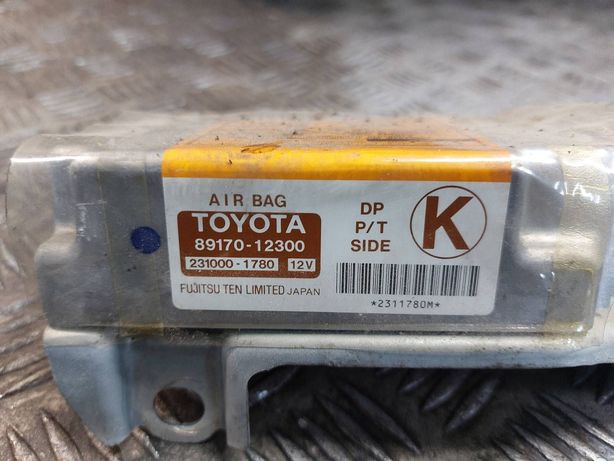 AIR BAG
TOYOTA
89170-12300
231000-1780 12V
FUJITSU TEN LIMITED JAPAN
DP
P/T
SIDE
K
*2311780M*